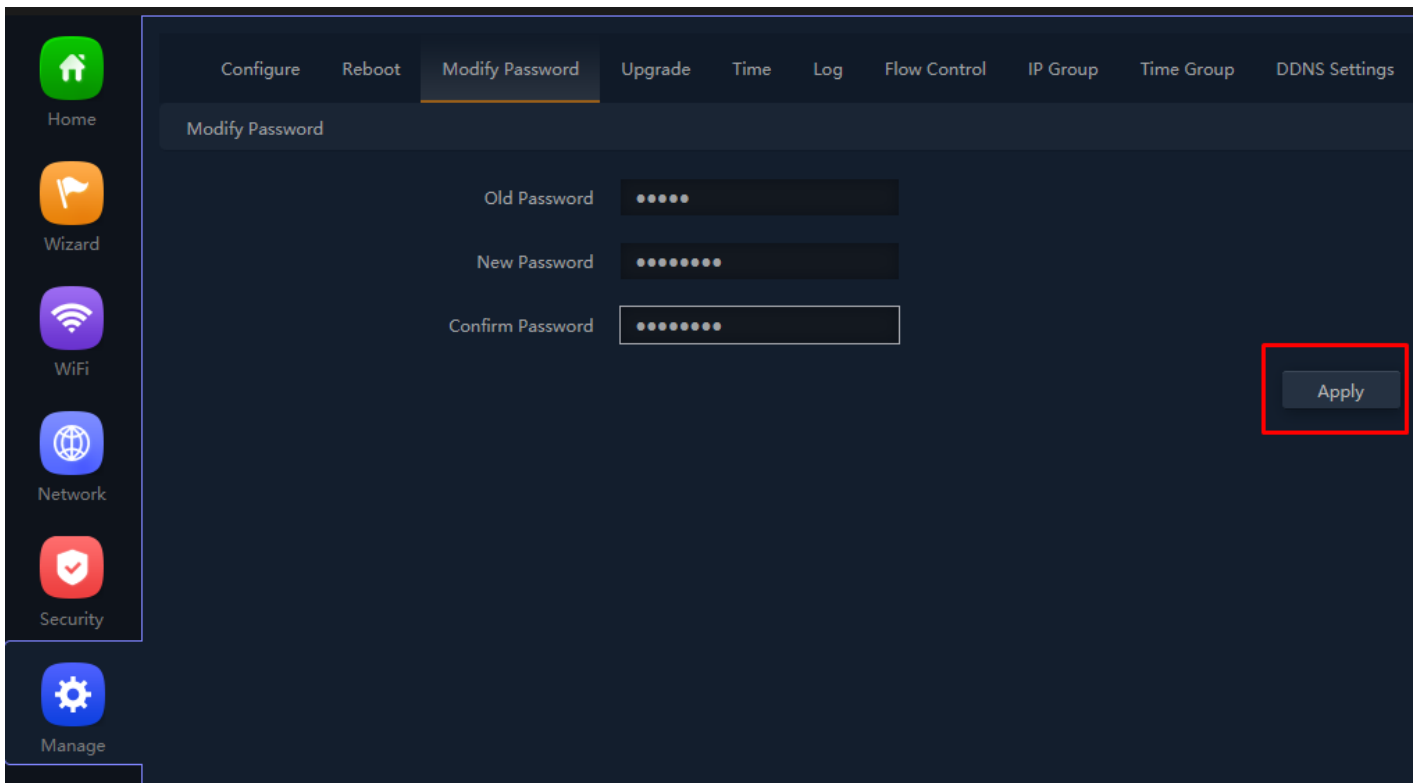 Home
Wizard
WiFi
Network
Security
Manage
Configure Reboot Modify Password Upgrade Time Log Flow Control IP Group Time Group DDNS Settings
Modify Password
Old Password •••••
New Password ••••••••
Confirm Password ••••••••
Apply